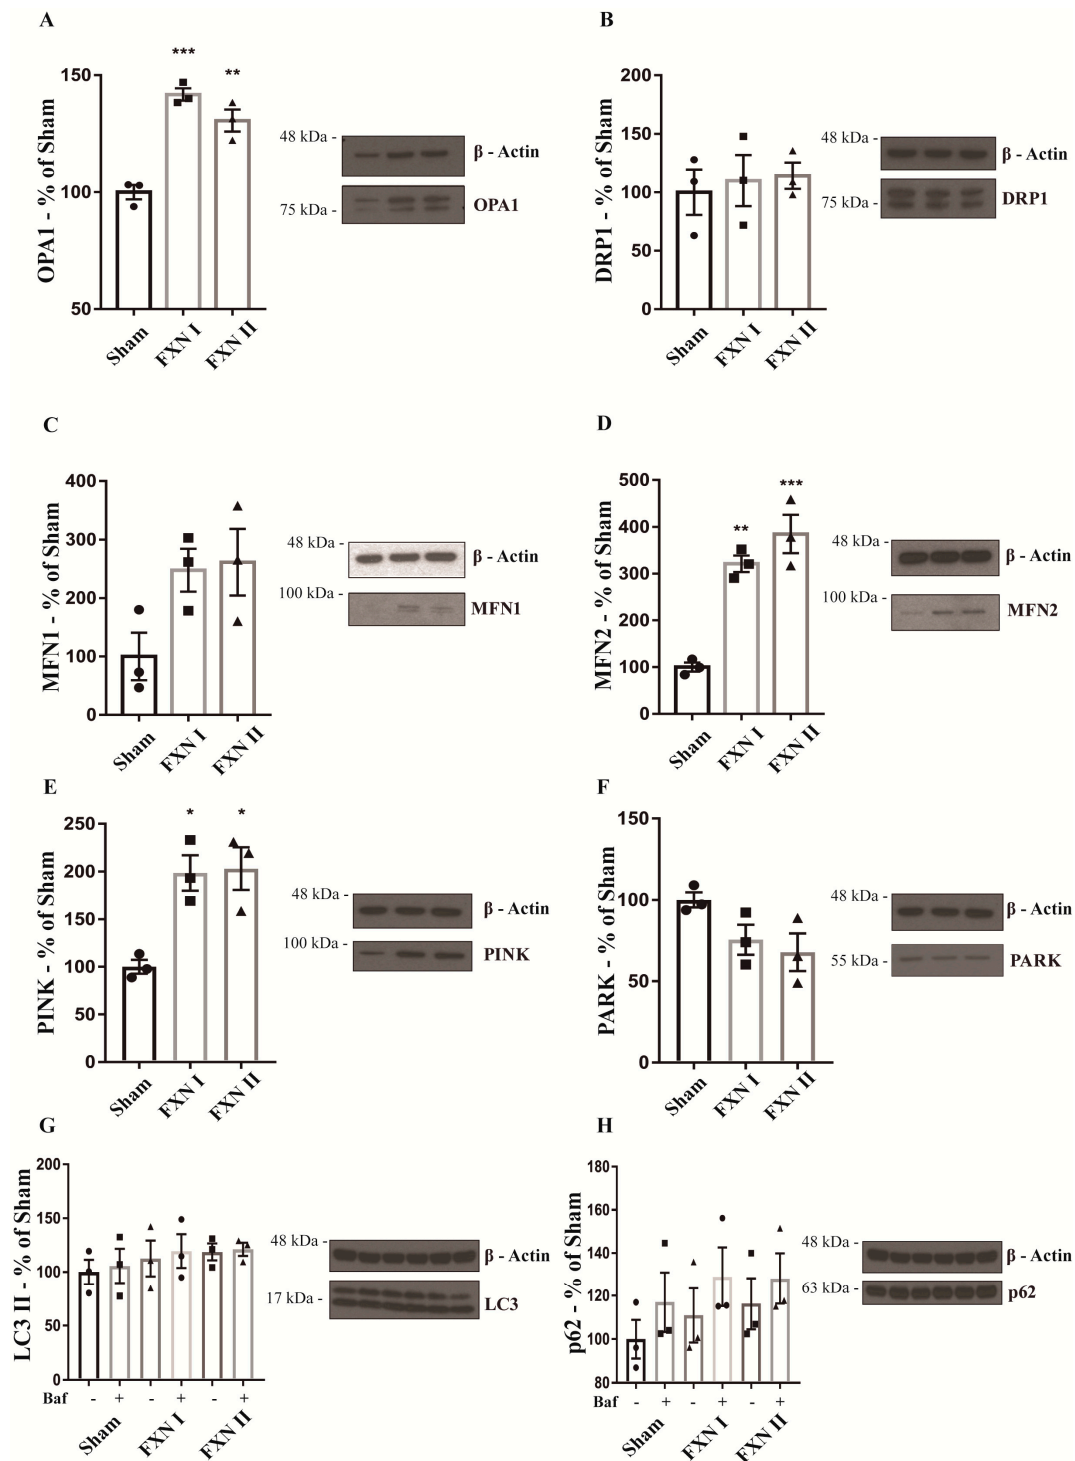 A
OPA1 - % of Sham
150
100
50
***
**
Sham
FXN I
FXN II
48 kDa -
β - Actin
75 kDa -
OPA1
B
DRP1 - % of Sham
200
150
100
50
0
Sham
FXN I
FXN II
48 kDa -
β - Actin
75 kDa -
DRP1
C
MFN1 - % of Sham
400
300
200
100
0
Sham
FXN I
FXN II
48 kDa -
β - Actin
100 kDa -
MFN1
D
MFN2 - % of Sham
500
400
300
200
100
0
**
***
Sham
FXN I
FXN II
48 kDa -
β - Actin
100 kDa -
MFN2
E
PINK - % of Sham
250
200
150
100
50
0
*
*
Sham
FXN I
FXN II
48 kDa -
β - Actin
100 kDa -
PINK
F
PARK - % of Sham
150
100
50
0
Sham
FXN I
FXN II
48 kDa -
β - Actin
55 kDa -
PARK
G
LC3 II - % of Sham
200
150
100
50
0
Baf - + - + - +
Sham
FXN I
FXN II
48 kDa -
β - Actin
17 kDa -
LC3
H
p62 - % of Sham
180
160
140
120
100
80
Baf - + - + - +
Sham
FXN I
FXN II
48 kDa -
β - Actin
63 kDa -
p62